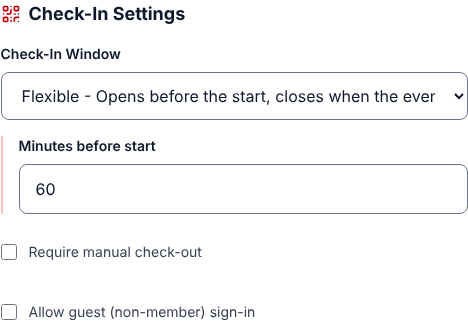 Check-In Settings
Check-In Window
Flexible - Opens before the start, closes when the ever
Minutes before start
60
Require manual check-out
Allow guest (non-member) sign-in